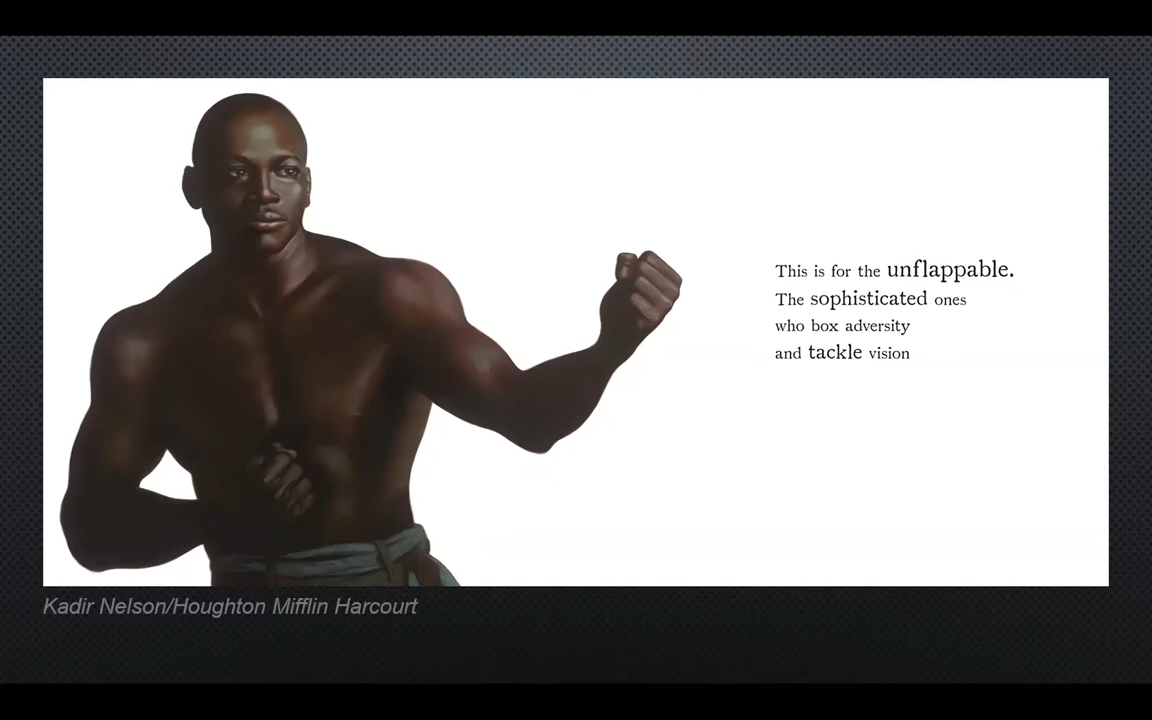 This is for the unflappable.
The sophisticated ones
who box adversity
and tackle vision
Kadir Nelson/Houghton Mifflin Harcourt